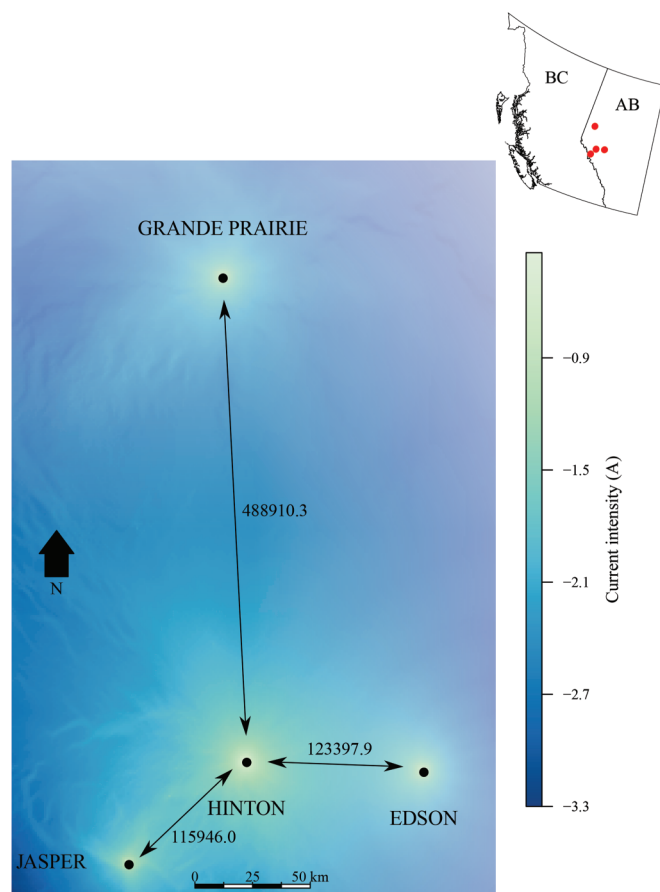 BC
AB
GRANDE PRAIRIE
488910.3
N
123397.9
HINTON
EDSON
115946.0
JASPER
0 25 50 km
−0.9
−1.5
−2.1
−2.7
−3.3
Current intensity (A)